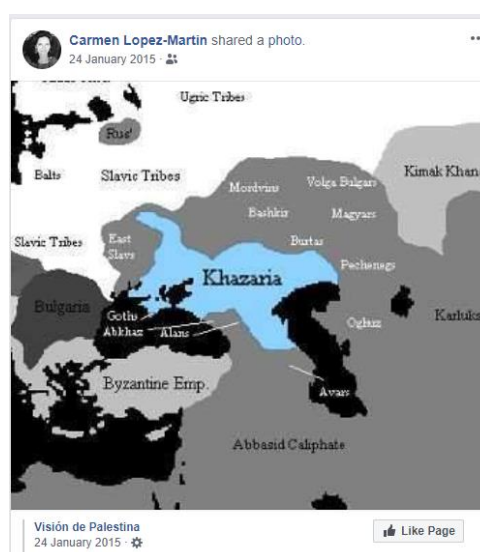 Carmen Lopez-Martin shared a photo.
24 January 2015
Ugric Tribes
Rus'
Balts
Slavic Tribes
Kimak Khan
Mordvins
Volga Bulgars
Bashkir
Magyars
Slavic Tribes
East
Slavs
Burtas
Pechenegs
Khazaria
Bulgaria
Goths
Abkhaz
Alans
Oghuz
Karluks
Byzantine Emp.
Avars
Abbasid Caliphate
Visión de Palestina
24 January 2015
Like Page